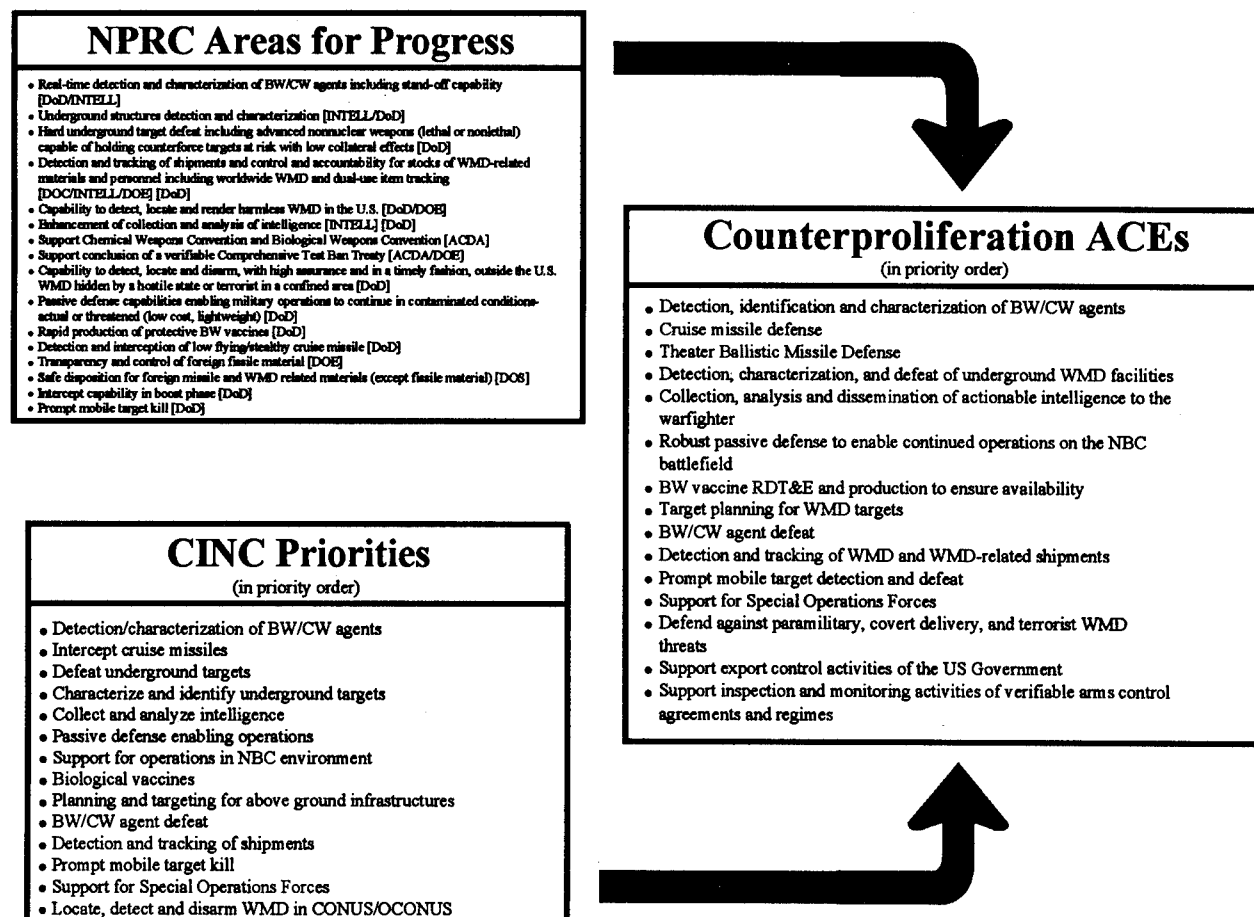 NPRC Areas for Progress
• Real-time detection and characterization of BW/CW agents including stand-off capability
[DoD/INTELL]
• Underground structures detection and characterization [INTELL/DoD]
• Hard underground target defeat including advanced nonnuclear weapons (lethal or nonlethal)
capable of holding counterforce targets at risk with low collateral effects [DoD]
• Detection and tracking of shipments and control and accountability for stocks of WMD-related
materials and personnel including worldwide WMD and dual-use item tracking
[DOC/INTELL/DOE] [DoD]
• Capability to detect, locate and render harmless WMD in the U.S. [DoD/DOE]
• Enhancement of collection and analysis of intelligence [INTELL] [DoD]
• Support Chemical Weapons Convention and Biological Weapons Convention [ACDA]
• Support conclusion of a verifiable Comprehensive Test Ban Treaty [ACDA/DOE]
• Capability to detect, locate and disarm, with high assurance and in a timely fashion, outside the U.S.
WMD hidden by a hostile state or terrorist in a confined area [DoD]
• Passive defense capabilities enabling military operations to continue in contaminated conditions-
actual or threatened (low cost, lightweight) [DoD]
• Rapid production of protective BW vaccines [DoD]
• Detection and interception of low flying/stealthy cruise missile [DoD]
• Transparency and control of foreign fissile material [DOE]
• Safe disposition for foreign missile and WMD related materials (except fissile material) [DOS]
• Intercept capability in boost phase [DoD]
• Prompt mobile target kill [DoD]
CINC Priorities
(in priority order)
• Detection/characterization of BW/CW agents
• Intercept cruise missiles
• Defeat underground targets
• Characterize and identify underground targets
• Collect and analyze intelligence
• Passive defense enabling operations
• Support for operations in NBC environment
• Biological vaccines
• Planning and targeting for above ground infrastructures
• BW/CW agent defeat
• Detection and tracking of shipments
• Prompt mobile target kill
• Support for Special Operations Forces
• Locate, detect and disarm WMD in CONUS/OCONUS
Counterproliferation ACEs
(in priority order)
• Detection, identification and characterization of BW/CW agents
• Cruise missile defense
• Theater Ballistic Missile Defense
• Detection, characterization, and defeat of underground WMD facilities
• Collection, analysis and dissemination of actionable intelligence to the
warfighter
• Robust passive defense to enable continued operations on the NBC
battlefield
• BW vaccine RDT&E and production to ensure availability
• Target planning for WMD targets
• BW/CW agent defeat
• Detection and tracking of WMD and WMD-related shipments
• Prompt mobile target detection and defeat
• Support for Special Operations Forces
• Defend against paramilitary, covert delivery, and terrorist WMD
threats
• Support export control activities of the US Government
• Support inspection and monitoring activities of verifiable arms control
agreements and regimes